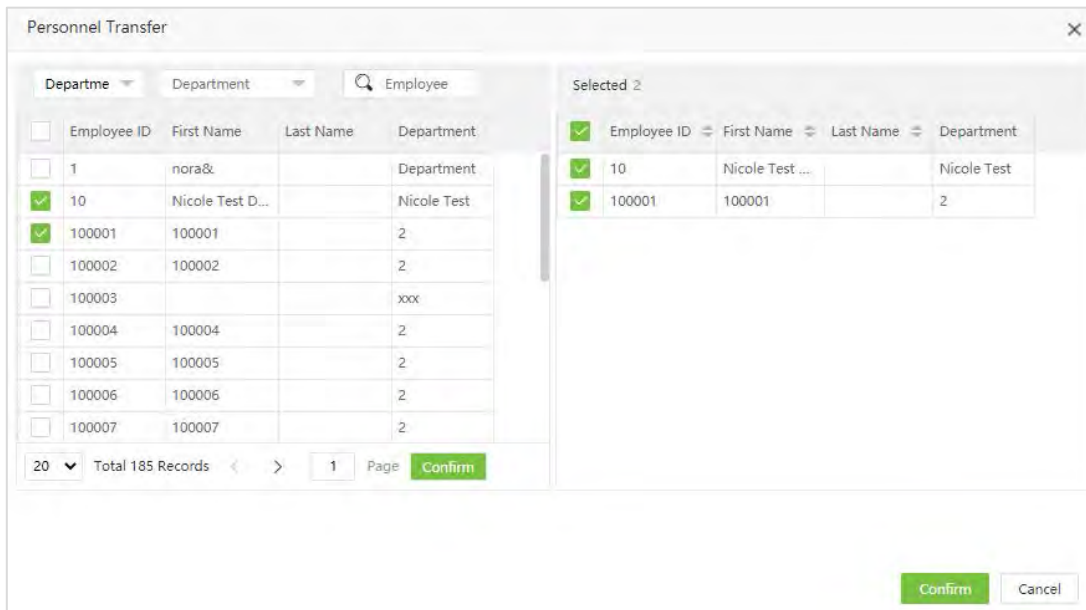 Personnel Transfer
Departme Department Employee
Employee ID First Name Last Name Department
1 nora& Department
10 Nicole Test D... Nicole Test
100001 100001 2
100002 100002 2
100003 xxx
100004 100004 2
100005 100005 2
100006 100006 2
100007 100007 2
20 Total 185 Records < > 1 Page Confirm
Selected 2
Employee ID First Name Last Name Department
10 Nicole Test ... Nicole Test
100001 100001 2
Confirm Cancel